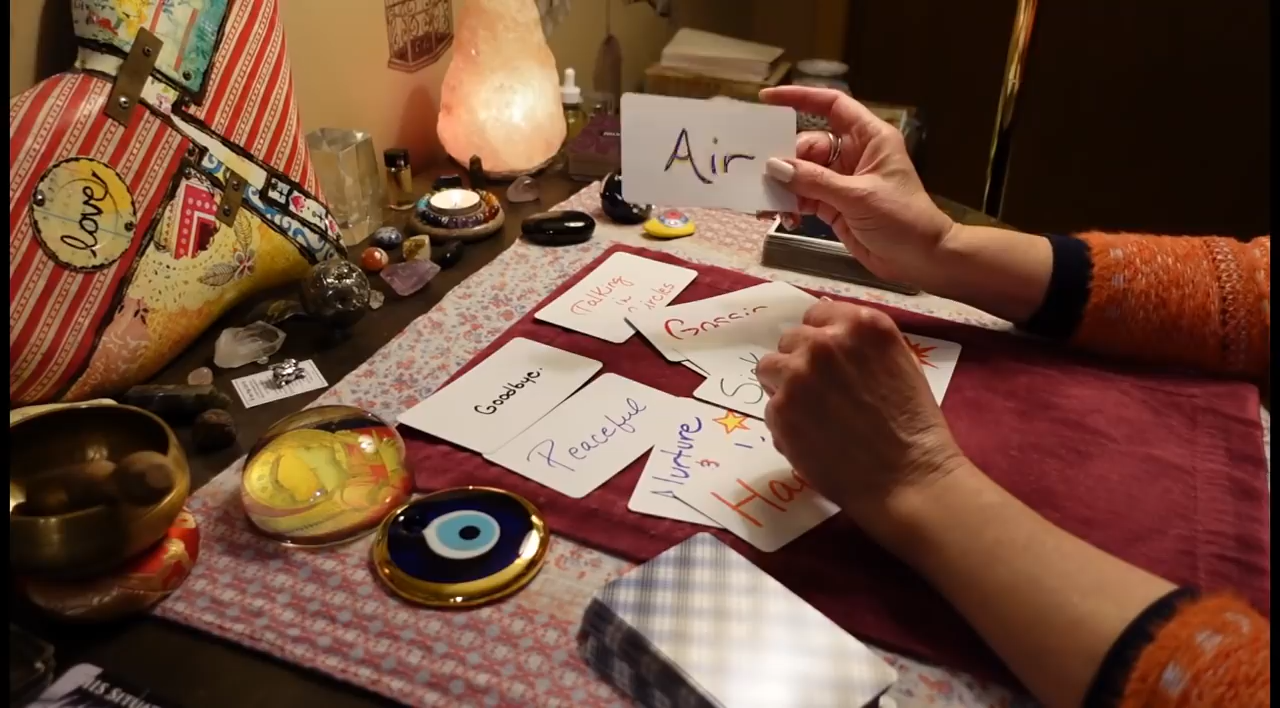 Air
love
Talking
in
Circles
Gossip
Goodbye.
Peaceful
Nurture